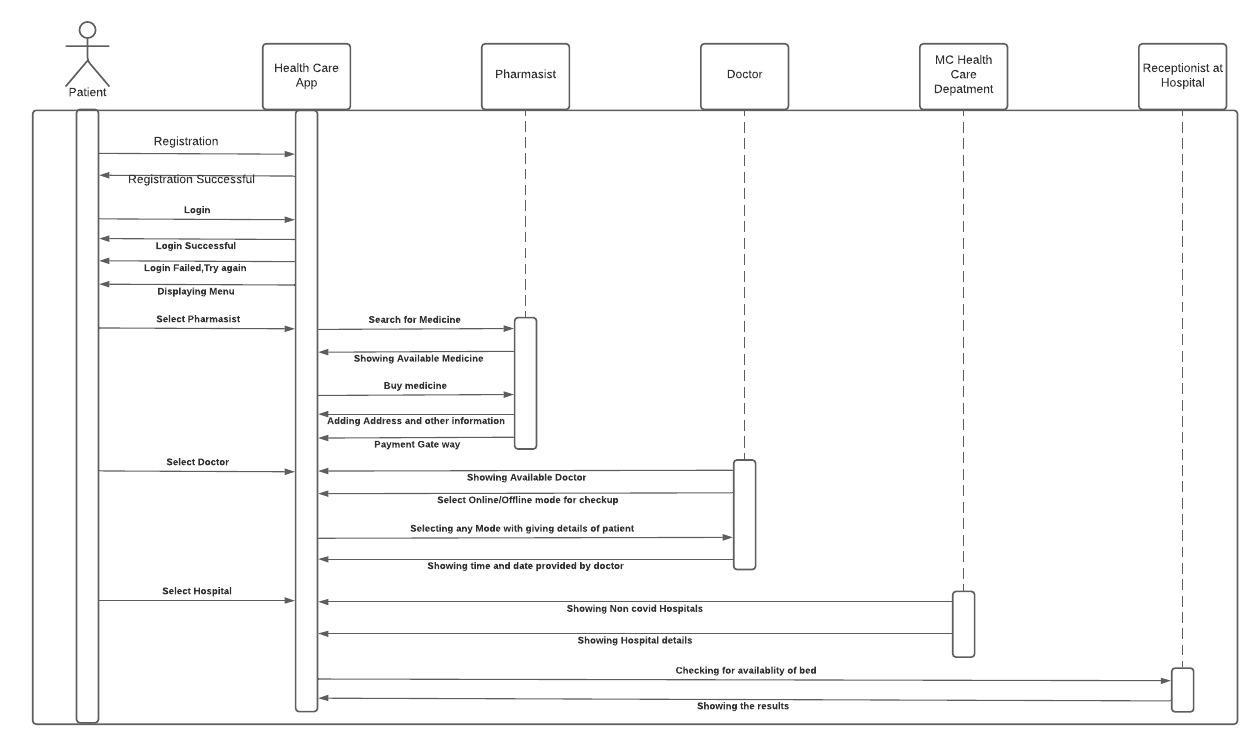 Patient
Health Care
App
Pharmasist
Doctor
MC Health
Care
Depatment
Receptionist at
Hospital
Registration
Registration Successful
Login
Login Successful
Login Failed,Try again
Displaying Menu
Select Pharmasist
Search for Medicine
Showing Available Medicine
Buy medicine
Adding Address and other information
Payment Gate way
Select Doctor
Showing Available Doctor
Select Online/Offline mode for checkup
Selecting any Mode with giving details of patient
Showing time and date provided by doctor
Select Hospital
Showing Non covid Hospitals
Showing Hospital details
Checking for availablity of bed
Showing the results